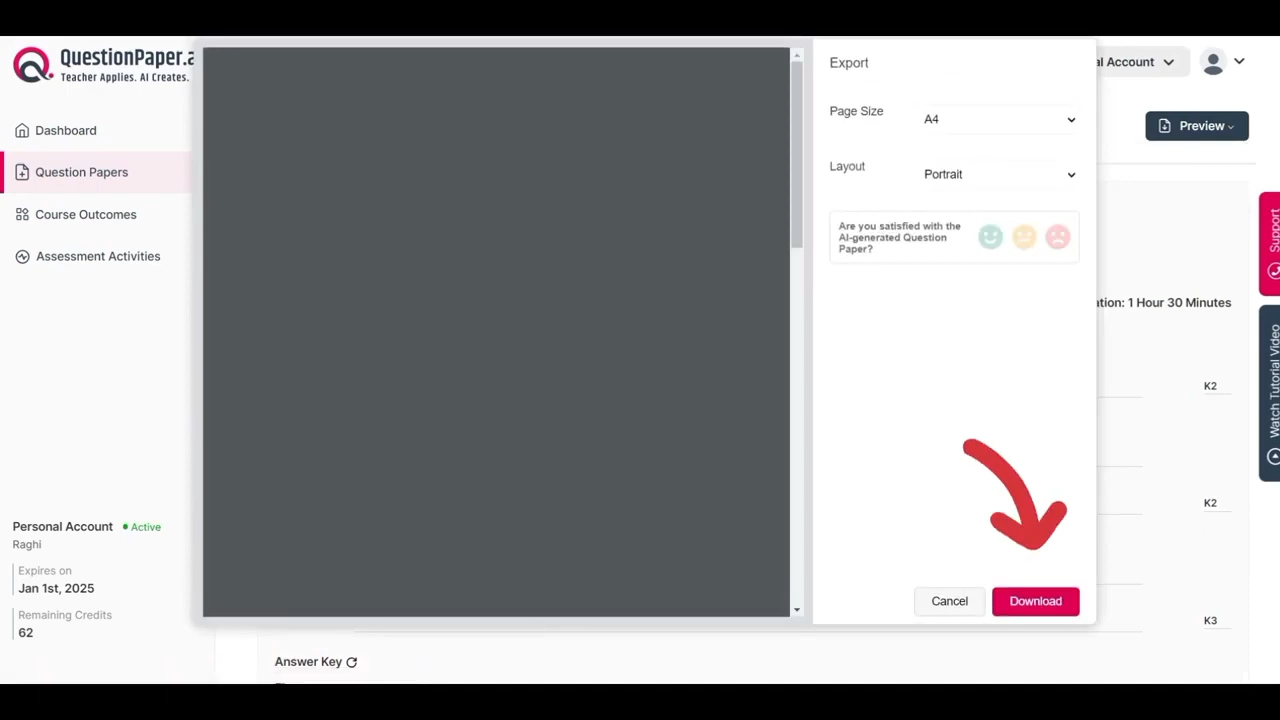 QuestionPaper.a
Teacher Applies. AI Creates.
Dashboard
Question Papers
Course Outcomes
Assessment Activities
Personal Account
Active
Raghi
Expires on
Jan 1st, 2025
Remaining Credits
62
Export
Page Size
A4
Layout
Portrait
Are you satisfied with the
AI-generated Question
Paper?
Cancel
Download
al Account
Preview
ation: 1 Hour 30 Minutes
K2
K2
K3
Support
Watch Tutorial Video
Answer Key